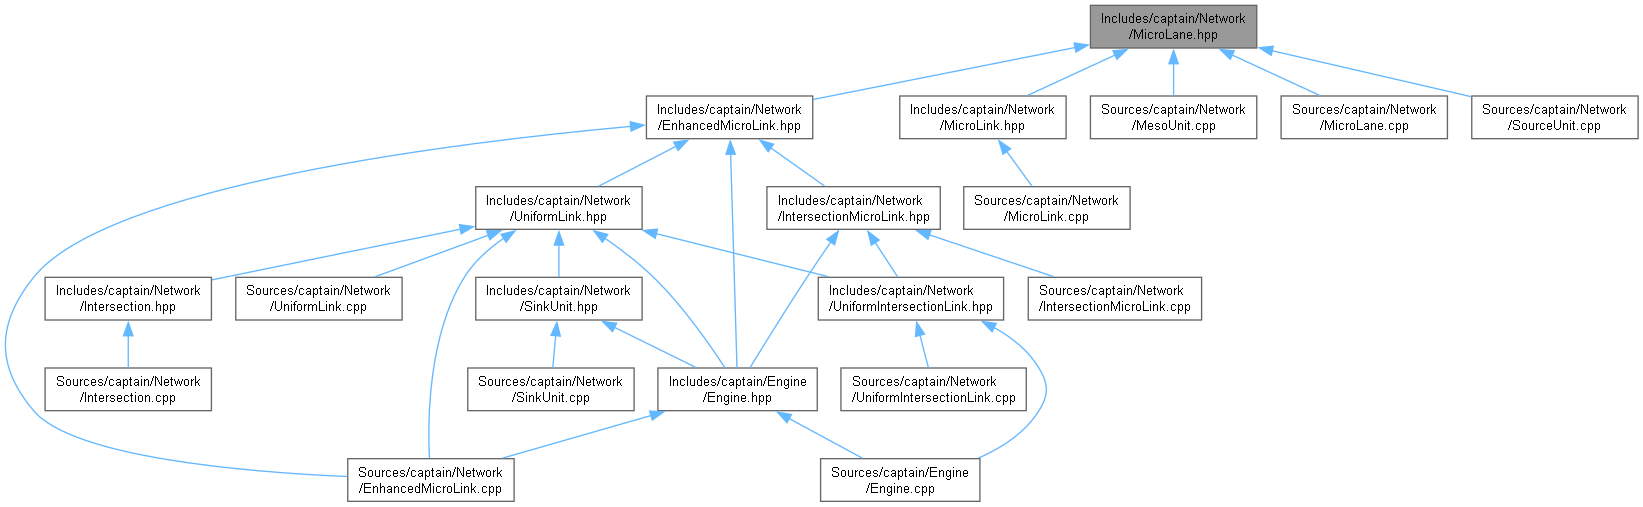 Includes/captain/Network
/MicroLane.hpp
Includes/captain/Network
/EnhancedMicroLink.hpp
Includes/captain/Network
/MicroLink.hpp
Sources/captain/Network
/MesoUnit.cpp
Sources/captain/Network
/MicroLane.cpp
Sources/captain/Network
/SourceUnit.cpp
Includes/captain/Network
/UniformLink.hpp
Includes/captain/Network
/IntersectionMicroLink.hpp
Sources/captain/Network
/MicroLink.cpp
Includes/captain/Network
/Intersection.hpp
Sources/captain/Network
/UniformLink.cpp
Includes/captain/Network
/SinkUnit.hpp
Includes/captain/Network
/UniformIntersectionLink.hpp
Sources/captain/Network
/IntersectionMicroLink.cpp
Sources/captain/Network
/Intersection.cpp
Sources/captain/Network
/SinkUnit.cpp
Includes/captain/Engine
/Engine.hpp
Sources/captain/Network
/UniformIntersectionLink.cpp
Sources/captain/Network
/EnhancedMicroLink.cpp
Sources/captain/Engine
/Engine.cpp